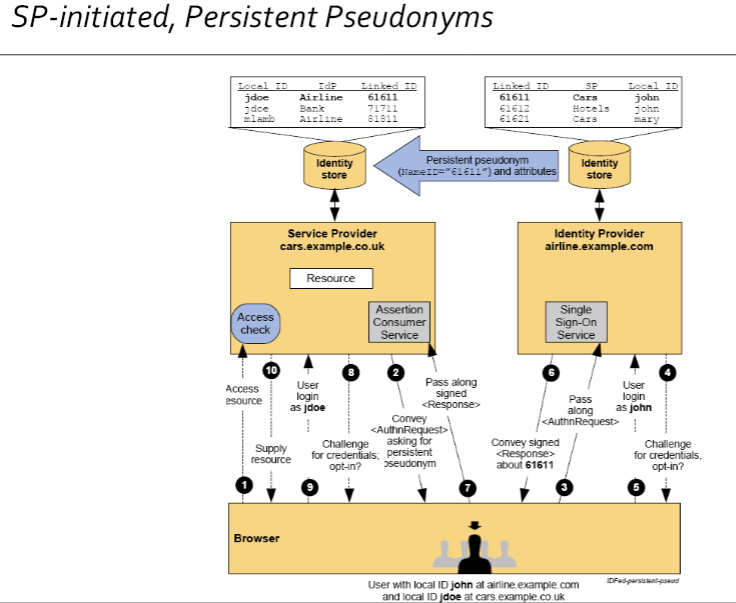 SP-initiated, Persistent Pseudonyms
Local ID IdP Linked ID
jdoe Airline 61611
jdoe Bank 71711
mlamb Airline 81811
Linked ID SP Local ID
61611 Cars john
61612 Hotels john
61621 Cars mary
Identity
store
Persistent pseudonym
(NameID="61611") and attributes
Identity
store
Service Provider
cars.example.co.uk
Resource
Access
check
Assertion
Consumer
Service
Identity Provider
airline.example.com
Single
Sign-On
Service
10
8
2
6
4
Access
esource
User
login
as jdoe
Pass along
signed
<Response>
Convey
<AuthnRequest>
asking for
persistent
pseudonym
Supply
resource
Challenge
for credentials;
opt-in?
Pass
along
<AuthnRequest>
User
login
as john
Convey signed
<Response>
about 61611
Challenge
for credentials,
opt-in?
1
9
7
3
5
Browser
User with local ID john at airline.example.com
and local ID jdoe at cars.example.co.uk
IDFed-persistent-pseud